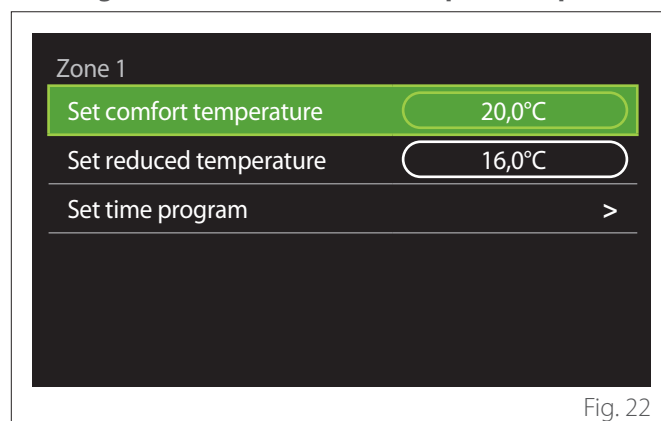 Zone 1
Set comfort temperature 20,0°C
Set reduced temperature 16,0°C
Set time program >
Fig. 22